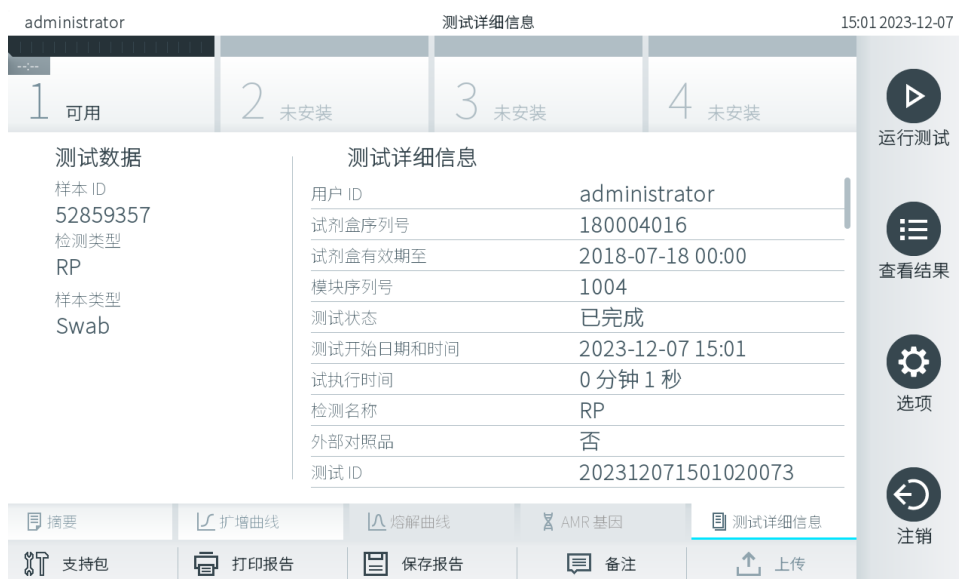 administrator
测试详细信息
15:01 2023-12-07
--:--
1 可用
2 未安装
3 未安装
4 未安装
运行测试
查看结果
选项
注销
测试数据
样本 ID
52859357
检测类型
RP
样本类型
Swab
测试详细信息
用户 ID administrator
试剂盒序列号 180004016
试剂盒有效期至 2018-07-18 00:00
模块序列号 1004
测试状态 已完成
测试开始日期和时间 2023-12-07 15:01
试执行时间 0 分钟 1 秒
检测名称 RP
外部对照品 否
测试 ID 202312071501020073
摘要
扩增曲线
熔解曲线
AMR 基因
测试详细信息
支持包
打印报告
保存报告
备注
上传